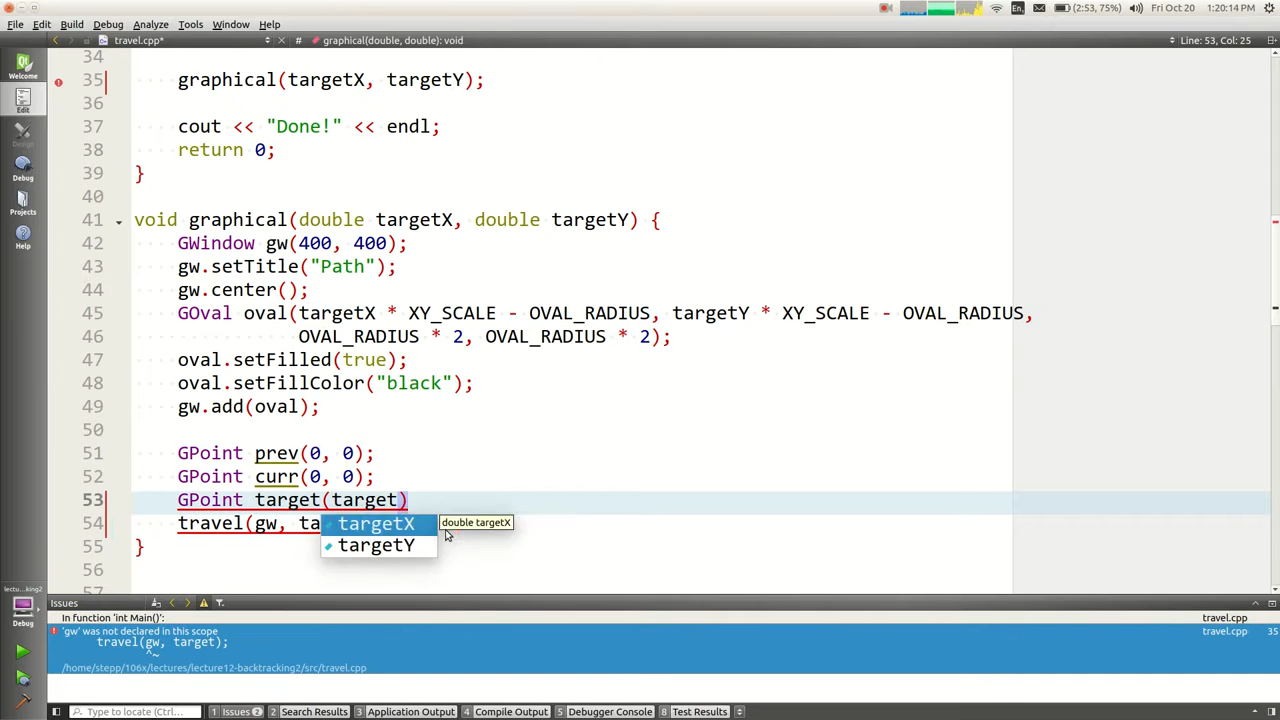 File Edit Build Debug Analyze Tools Window Help
En (2:53, 75%) Fri Oct 20 1:20:14 PM
travel.cpp* # graphical(double, double): void Line: 53, Col: 25
Welcome
Edit
Design
Debug
Projects
Help
34
35 graphical(targetX, targetY);
36
37 cout << "Done!" << endl;
38 return 0;
39 }
40
41 void graphical(double targetX, double targetY) {
42 GWindow gw(400, 400);
43 gw.setTitle("Path");
44 gw.center();
45 GOval oval(targetX * XY_SCALE - OVAL_RADIUS, targetY * XY_SCALE - OVAL_RADIUS,
46 OVAL_RADIUS * 2, OVAL_RADIUS * 2);
47 oval.setFilled(true);
48 oval.setFillColor("black");
49 gw.add(oval);
50
51 GPoint prev(0, 0);
52 GPoint curr(0, 0);
53 GPoint target(target)
54 travel(gw, ta
targetX double targetX
targetY
55 }
56
57
lectu...king2
Debug
Issues
In function 'int Main()': travel.cpp
'gw' was not declared in this scope travel.cpp 35
travel(gw, target);
^~
/home/stepp/106x/lectures/lecture12-backtracking2/src/travel.cpp
Type to locate (Ctrl... 1 Issues 2 2 Search Results 3 Application Output 4 Compile Output 5 Debugger Console 8 Test Results